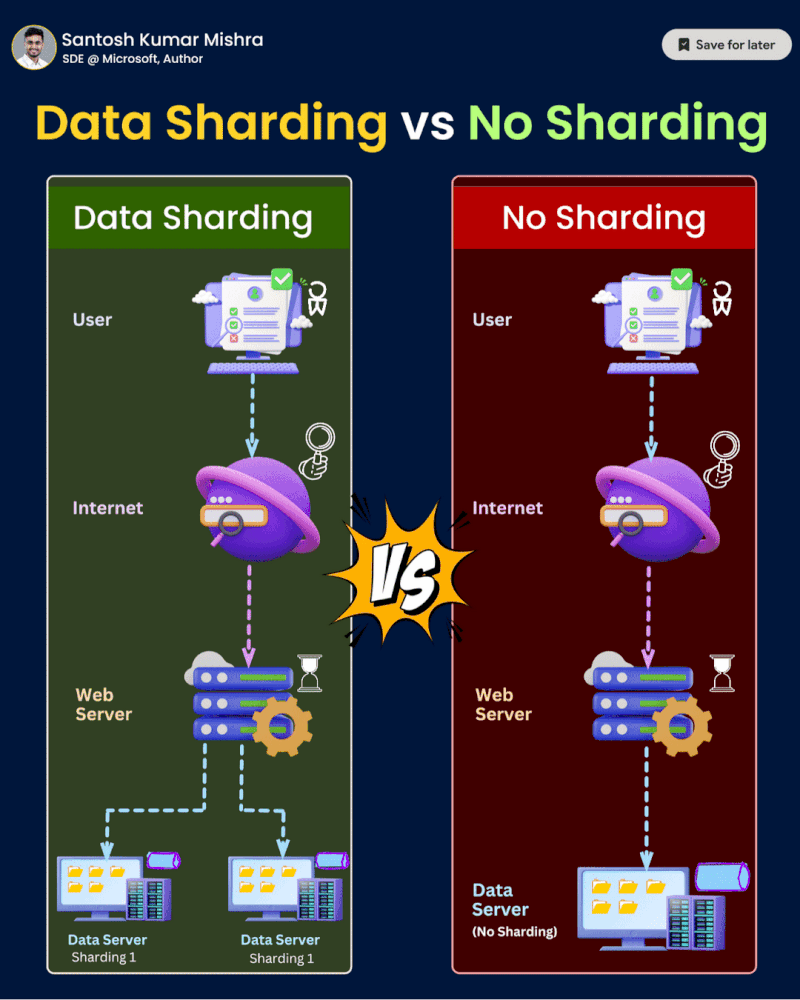 Santosh Kumar Mishra
SDE @ Microsoft, Author
Save for later
Data Sharding vs No Sharding
Data Sharding
User
Internet
Web
Server
Data Server
Sharding 1
Data Server
Sharding 1
VS
No Sharding
User
Internet
Web
Server
Data
Server
(No Sharding)